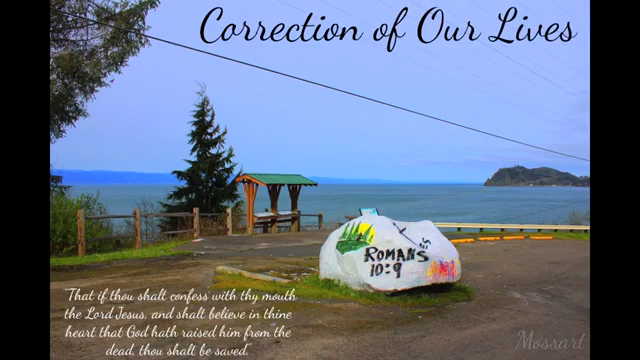 Correction of Our Lives
ROMANS
10:9
"That if thou shalt confess with thy mouth
the Lord Jesus, and shalt believe in thine
heart that God hath raised him from the
dead, thou shalt be saved."
Mossart